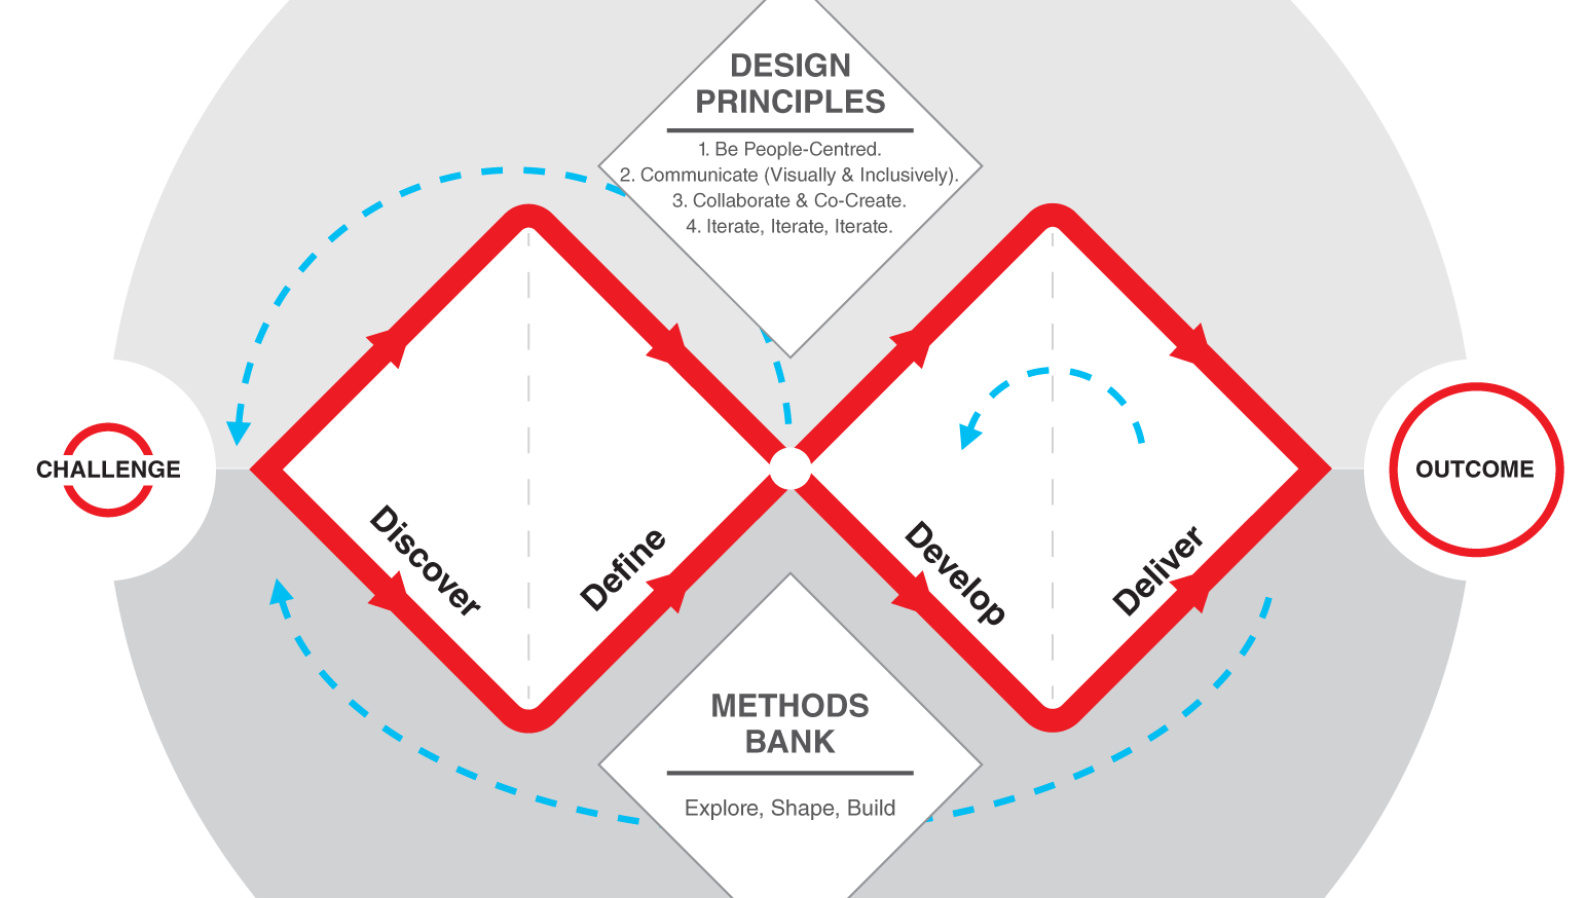 DESIGN
PRINCIPLES
1. Be People-Centred.
2. Communicate (Visually & Inclusively).
3. Collaborate & Co-Create.
4. Iterate, Iterate, Iterate.
CHALLENGE
OUTCOME
Discover
Define
Develop
Deliver
METHODS
BANK
Explore, Shape, Build